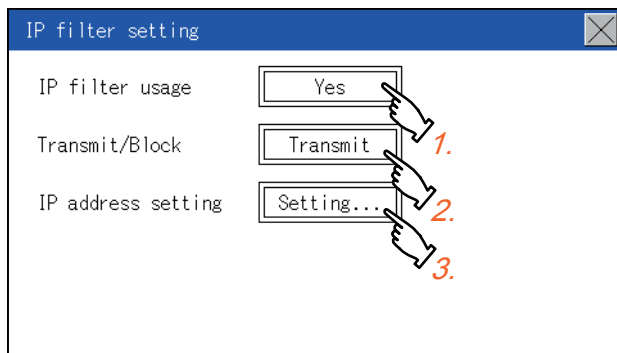 IP filter setting
IP filter usage Yes
1.
Transmit/Block Transmit
2.
IP address setting Setting...
3.